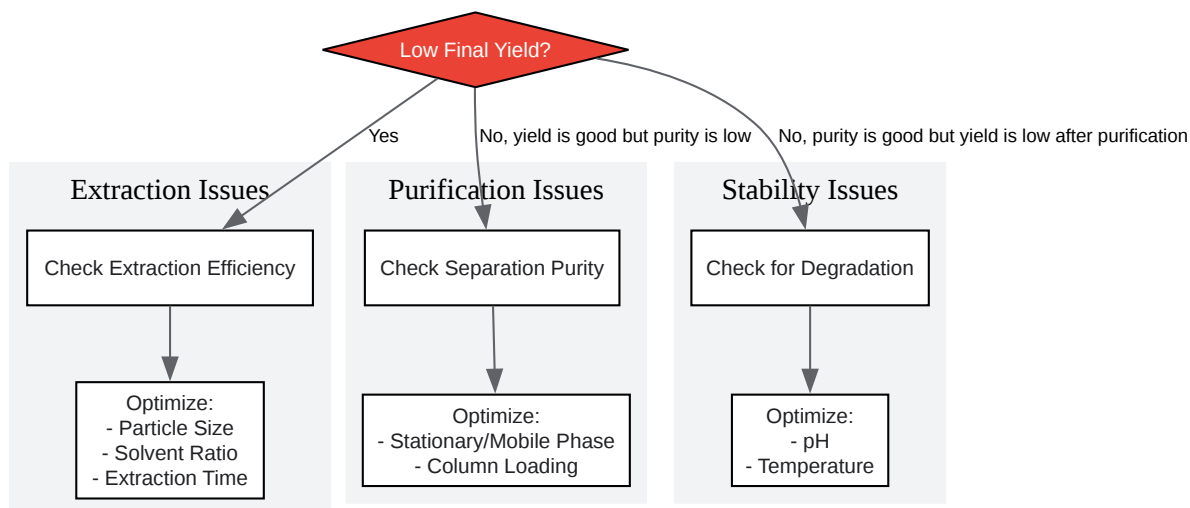 Low Final Yield?
Yes
No, yield is good but purity is low
No, purity is good but yield is low after purification
Extraction Issues
Purification Issues
Stability Issues
Check Extraction Efficiency
Check Separation Purity
Check for Degradation
Optimize:
- Particle Size
- Solvent Ratio
- Extraction Time
Optimize:
- Stationary/Mobile Phase
- Column Loading
Optimize:
- pH
- Temperature